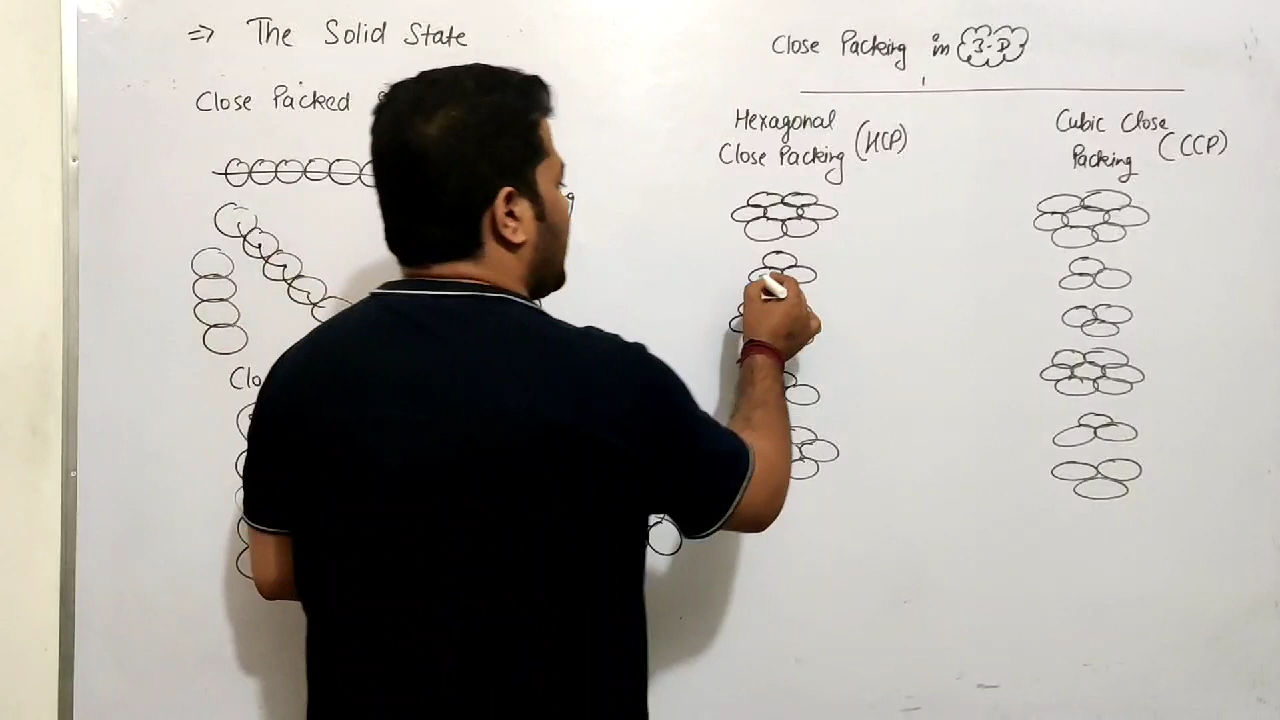 ⇒ The Solid State
Close Packed
Clo
Close Packing in 3-D
Hexagonal
Close Packing (HCP)
Cubic Close
Packing (CCP)